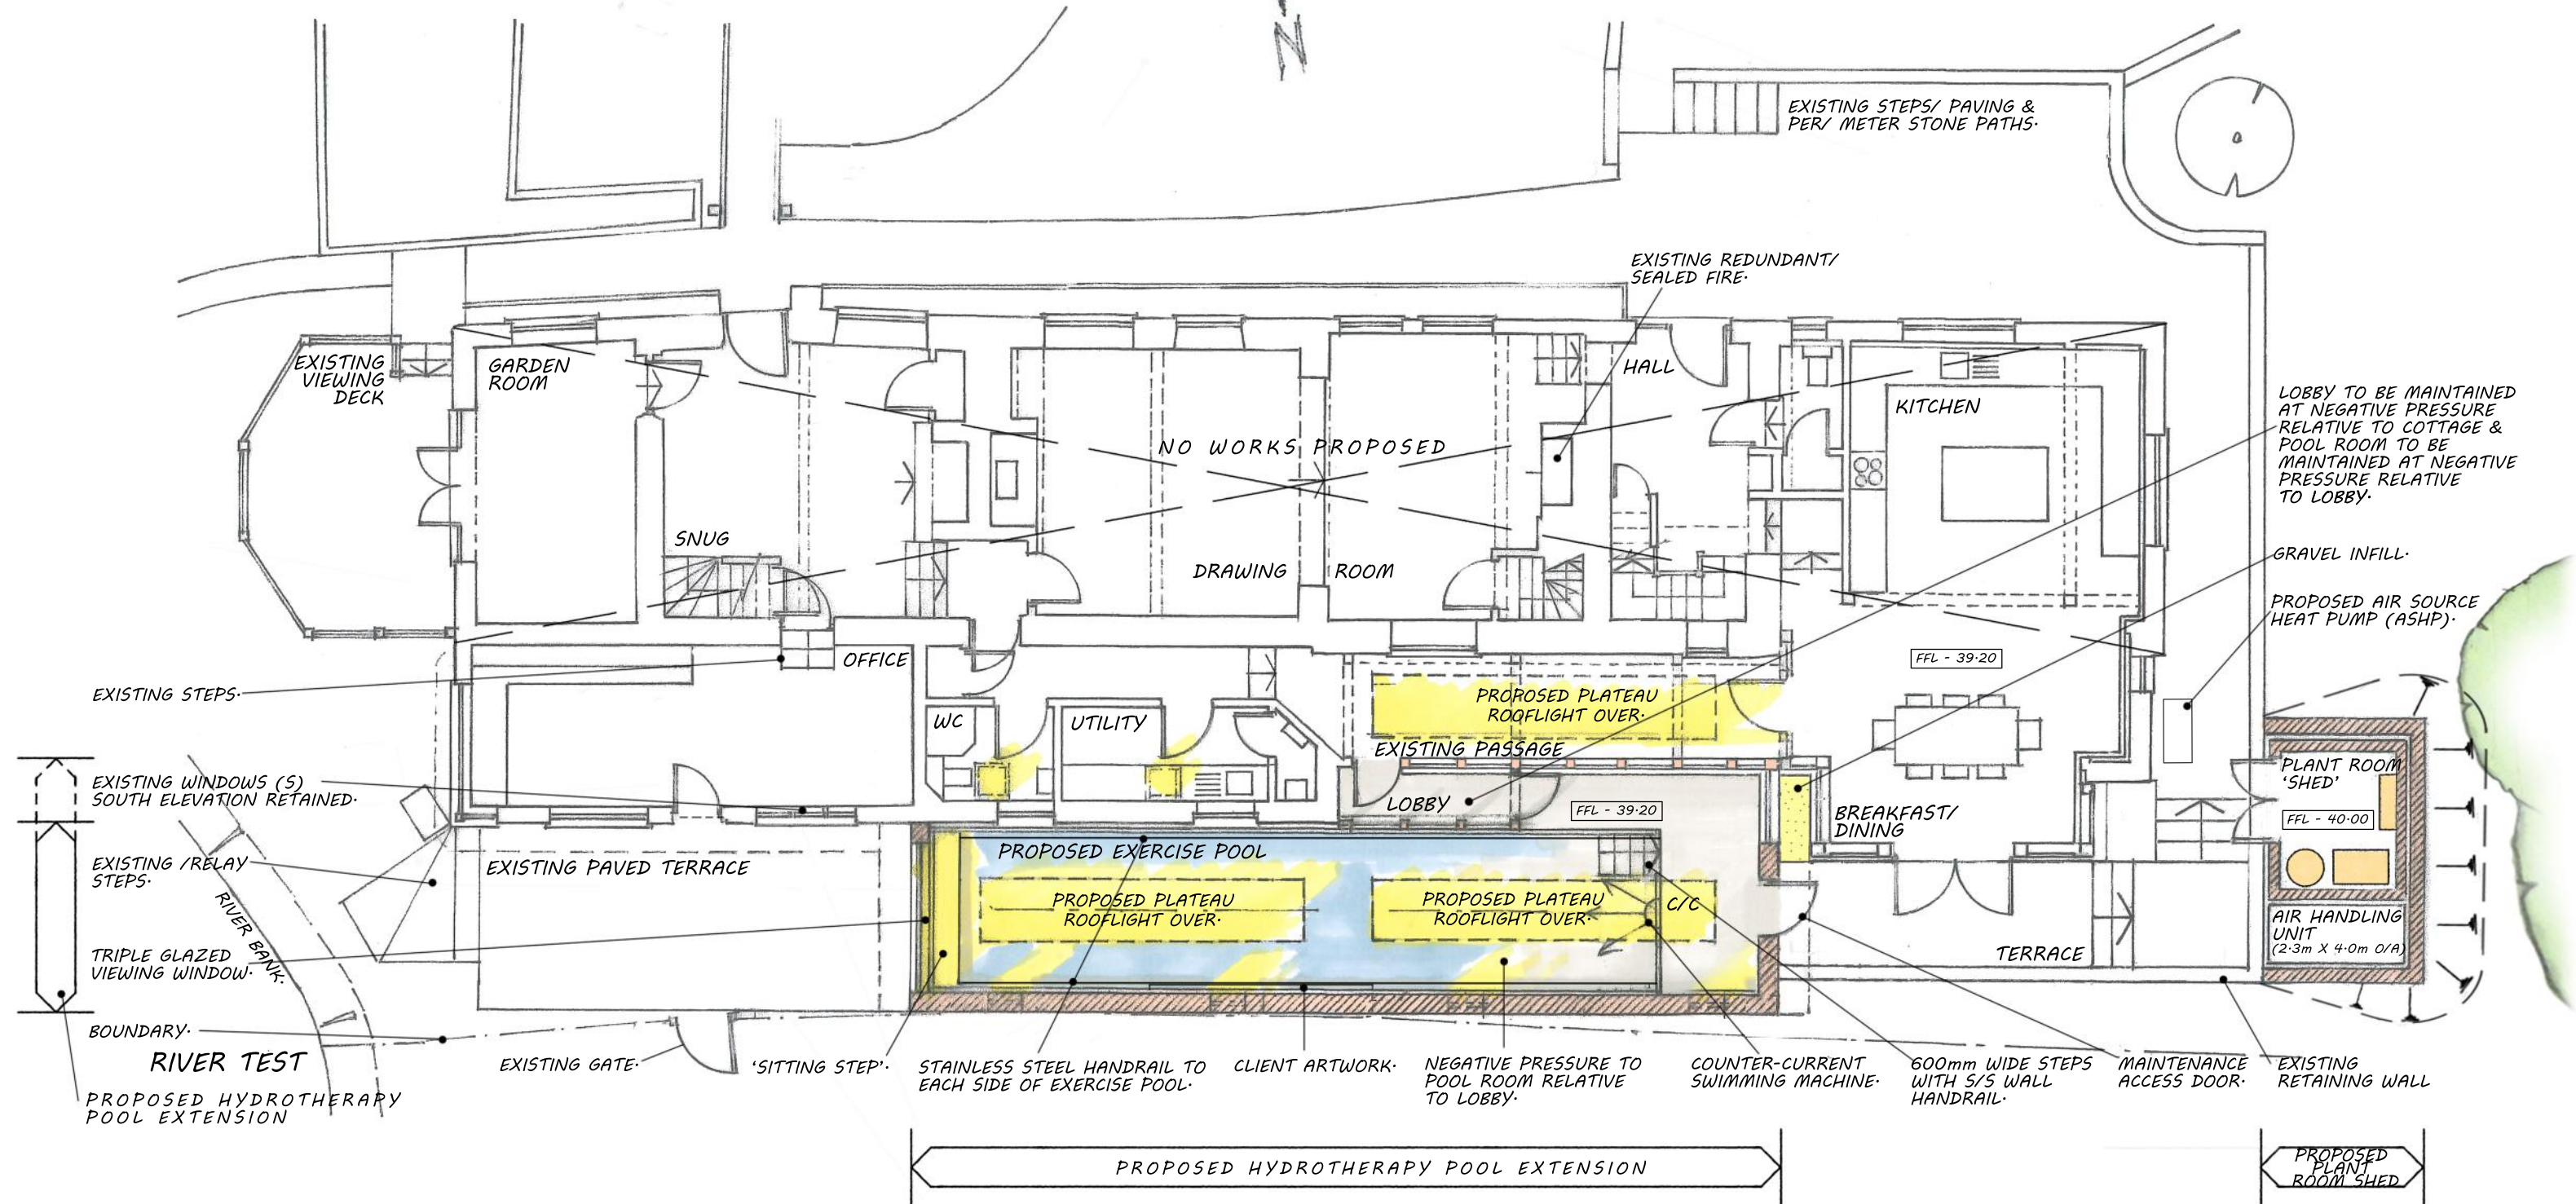 N
EXISTING STEPS/ PAVING &
PER/ METER STONE PATHS.
EXISTING REDUNDANT/
SEALED FIRE.
EXISTING
VIEWING
DECK
GARDEN
ROOM
HALL
KITCHEN
LOBBY TO BE MAINTAINED
AT NEGATIVE PRESSURE
RELATIVE TO COTTAGE &
POOL ROOM TO BE
MAINTAINED AT NEGATIVE
PRESSURE RELATIVE
TO LOBBY.
NO WORKS PROPOSED
SNUG
DRAWING ROOM
GRAVEL INFILL.
PROPOSED AIR SOURCE
HEAT PUMP (ASHP).
OFFICE
FFL - 39.20
EXISTING STEPS.
PROPOSED PLATEAU
ROOFLIGHT OVER.
WC
UTILITY
EXISTING PASSAGE
PLANT ROOM
'SHED'
EXISTING WINDOWS (S)
SOUTH ELEVATION RETAINED.
LOBBY
FFL - 39.20
BREAKFAST/
DINING
FFL - 40.00
PROPOSED EXERCISE POOL
EXISTING PAVED TERRACE
EXISTING /RELAY
STEPS.
RIVER BANK.
PROPOSED PLATEAU
ROOFLIGHT OVER.
PROPOSED PLATEAU
ROOFLIGHT OVER.
C/C
AIR HANDLING
UNIT
(2.3m X 4.0m O/A)
TRIPLE GLAZED
VIEWING WINDOW.
TERRACE
BOUNDARY.
RIVER TEST
EXISTING GATE.
'SITTING STEP'.
STAINLESS STEEL HANDRAIL TO
EACH SIDE OF EXERCISE POOL.
CLIENT ARTWORK.
NEGATIVE PRESSURE TO
POOL ROOM RELATIVE
TO LOBBY.
COUNTER-CURRENT
SWIMMING MACHINE.
600mm WIDE STEPS
WITH S/S WALL
HANDRAIL.
MAINTENANCE
ACCESS DOOR.
EXISTING
RETAINING WALL
PROPOSED HYDROTHERAPY
POOL EXTENSION
PROPOSED HYDROTHERAPY POOL EXTENSION
PROPOSED
PLANT
ROOM SHED